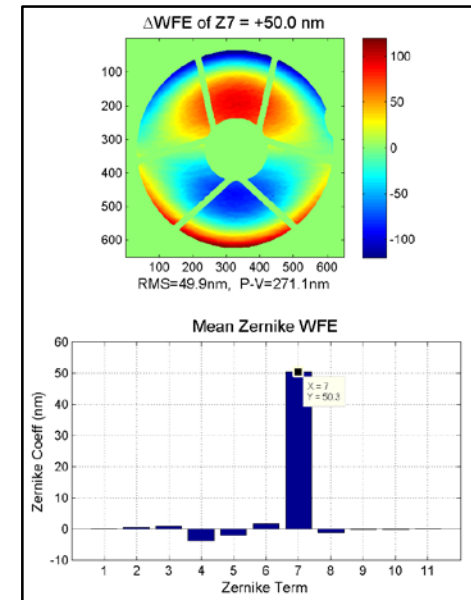 ΔWFE of Z7 = +50.0 nm
100
200
300
400
500
600
100 200 300 400 500 600
100
50
0
-50
-100
RMS=49.9nm, P-V=271.1nm
Mean Zernike WFE
60
50
40
30
20
10
0
-10
Zernike Coeff (nm)
X = 7
Y = 50.3
1 2 3 4 5 6 7 8 9 10 11
Zernike Term